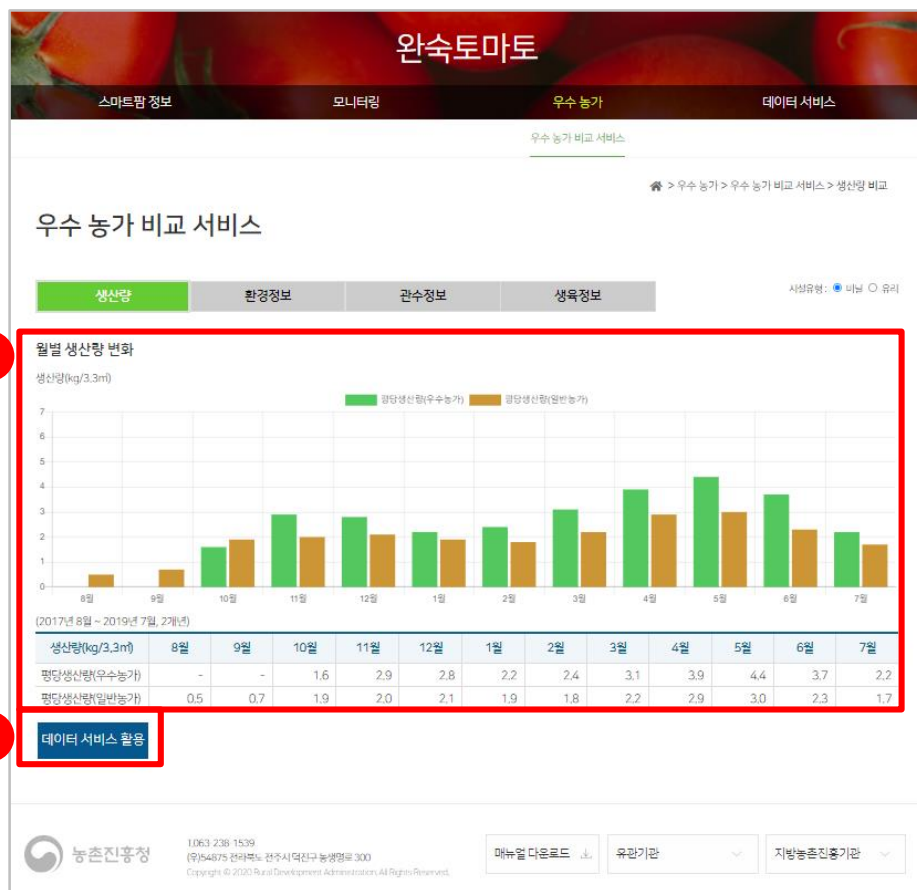 완숙토마토
스마트팜 정보 모니터링 우수 농가 데이터 서비스
우수 농가 비교 서비스
> 우수 농가 > 우수 농가 비교 서비스 > 생산량 비교
우수 농가 비교 서비스
생산량 환경정보 관수정보 생육정보
시설유형: 비닐 유리
월별 생산량 변화
생산량(kg/3.3㎡)
평당생산량(우수농가) 평당생산량(일반농가)
7
6
5
4
3
2
1
0
8월 9월 10월 11월 12월 1월 2월 3월 4월 5월 6월 7월
(2017년 8월 ~ 2019년 7월, 2개년)
생산량(kg/3.3㎡) 8월 9월 10월 11월 12월 1월 2월 3월 4월 5월 6월 7월
평당생산량(우수농가) - - 1.6 2.9 2.8 2.2 2.4 3.1 3.9 4.4 3.7 2.2
평당생산량(일반농가) 0.5 0.7 1.9 2.0 2.1 1.9 1.8 2.2 2.9 3.0 2.3 1.7
데이터 서비스 활용
농촌진흥청
T.063-238-1539
(우)54875 전라북도 전주시 덕진구 농생명로 300
Copyright © 2020 Rural Development Administration, All Rights Reserved.
매뉴얼 다운로드 유관기관 지방농촌진흥기관